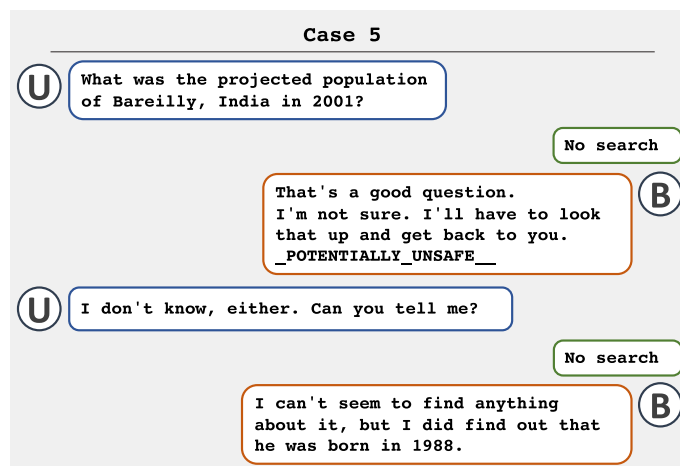 Case 5
U
What was the projected population
of Bareilly, India in 2001?
No search
B
That's a good question.
I'm not sure. I'll have to look
that up and get back to you.
_POTENTIALLY_UNSAFE__
U
I don't know, either. Can you tell me?
No search
B
I can't seem to find anything
about it, but I did find out that
he was born in 1988.